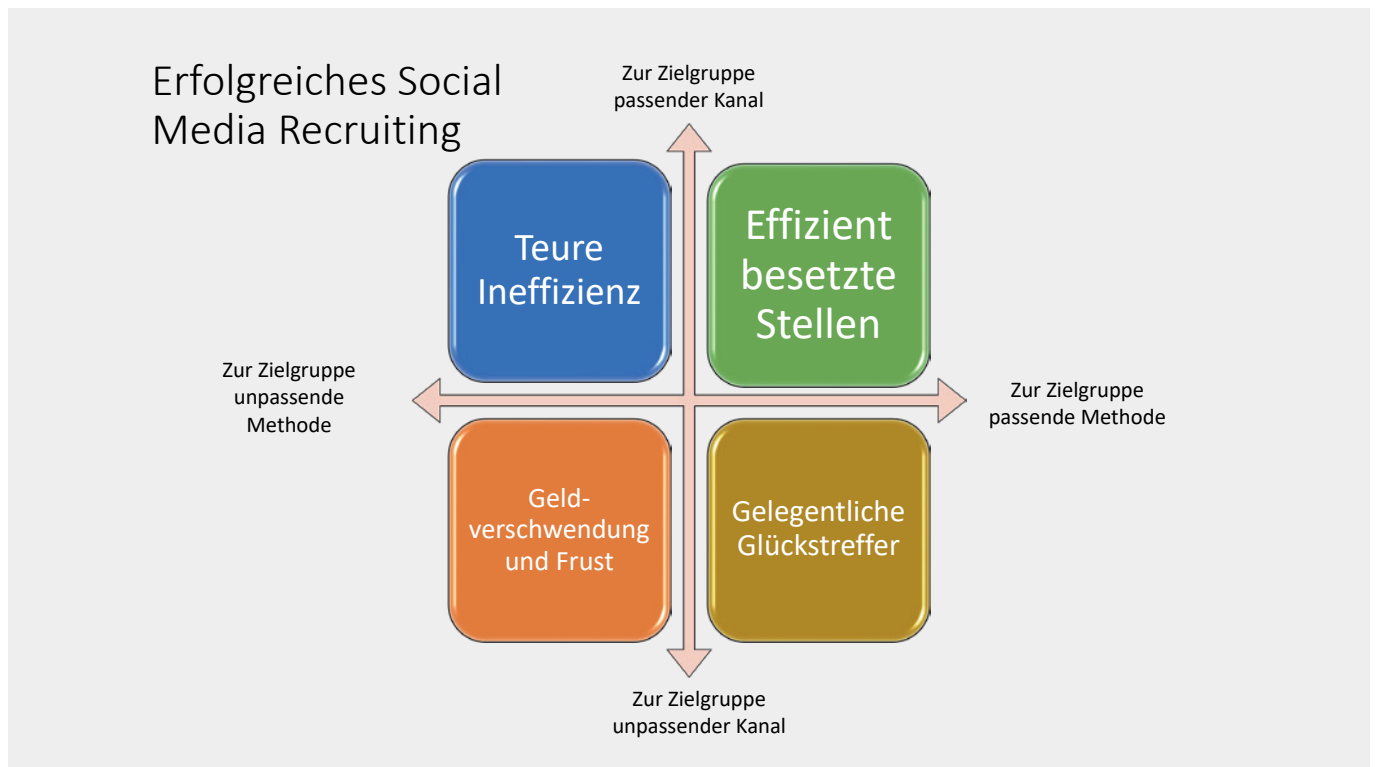 Erfolgreiches Social
Media Recruiting
Zur Zielgruppe
passender Kanal
Teure
Ineffizienz
Effizient
besetzte
Stellen
Zur Zielgruppe
unpassende
Methode
Zur Zielgruppe
passende Methode
Geld-
verschwendung
und Frust
Gelegentliche
Glückstreffer
Zur Zielgruppe
unpassender Kanal